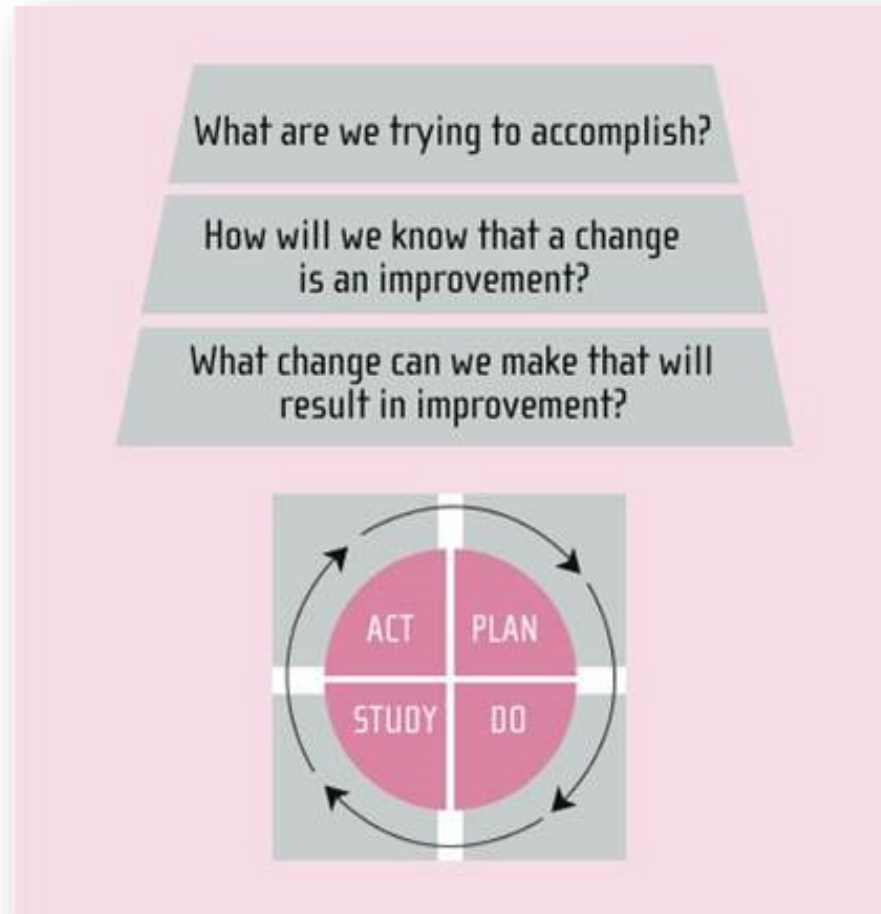 What are we trying to accomplish?
How will we know that a change
is an improvement?
What change can we make that will
result in improvement?
ACT PLAN
STUDY DO